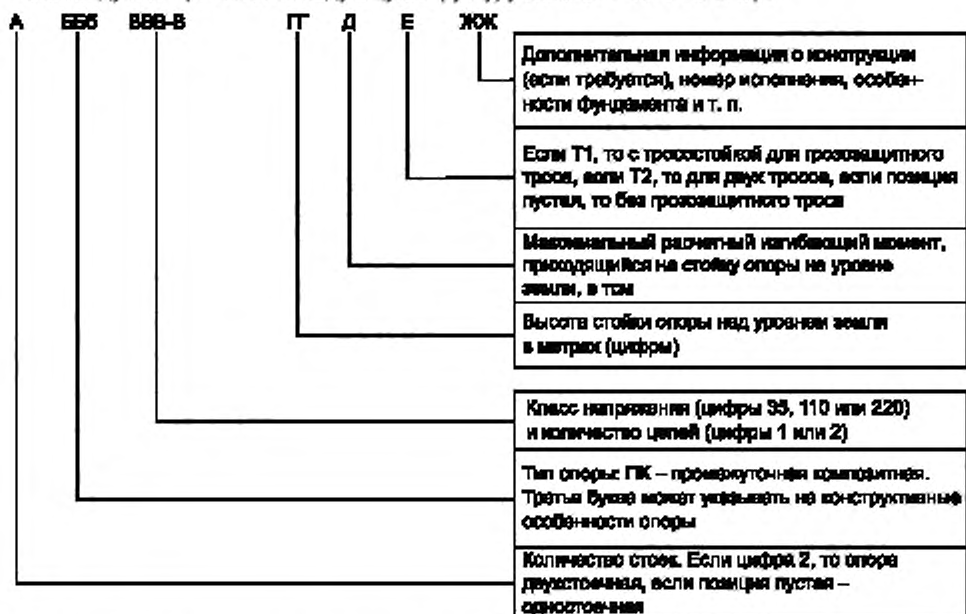 А БББ ВВВ-В ГГ Д Е ЖЖ
Дополнительная информация о конструкции
(если требуется), номер исполнения, особен-
ности фундамента и т. п.
Если Т1, то с тросостойкой для грозозащитного
троса, если Т2, то для двух тросов, если позиция
пустая, то без грозозащитного троса
Максимальный расчетный изгибающий момент,
приходящийся на стойку опоры на уровне
земли, в тсм
Высота стойки опоры над уровнем земли
в метрах (цифры)
Класс напряжения (цифры 35, 110 или 220)
и количество цепей (цифры 1 или 2)
Тип опоры: ПК – промежуточная композитная.
Третья буква может указывать на конструктивные
особенности опоры
Количество стоек. Если цифра 2, то опора
двухстоечная, если позиция пустая –
одностоечная